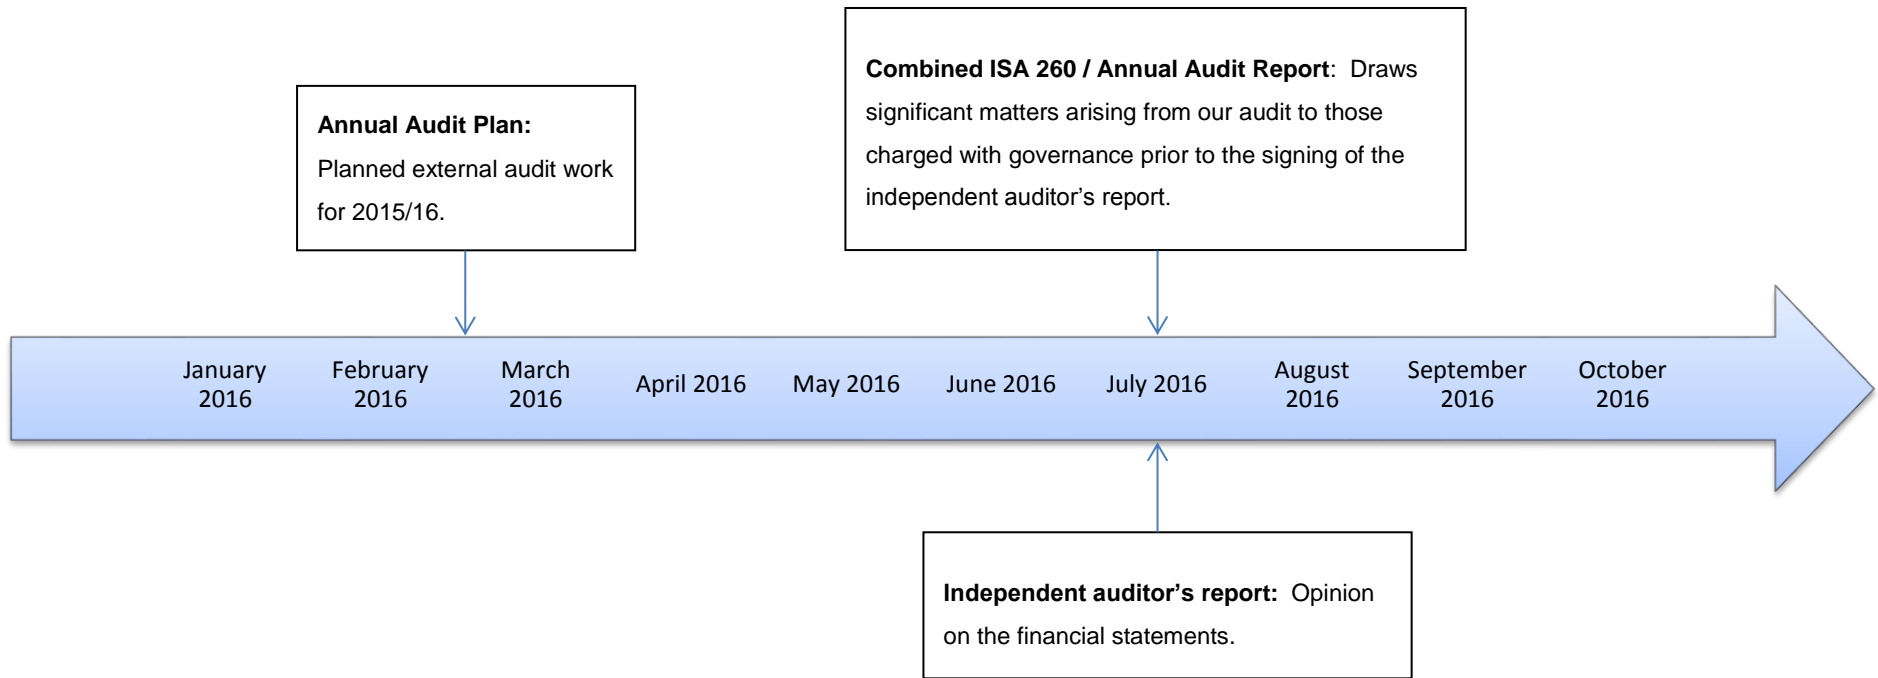 Combined ISA 260 / Annual Audit Report:  Draws
significant matters arising from our audit to those
charged with governance prior to the signing of the
independent auditor’s report.
Annual Audit Plan:
Planned external audit work
for 2015/16.
January
2016
February
2016
March
2016
April 2016
May 2016
June 2016
July 2016
August
2016
September
2016
October
2016
Independent auditor’s report:  Opinion
on the financial statements.